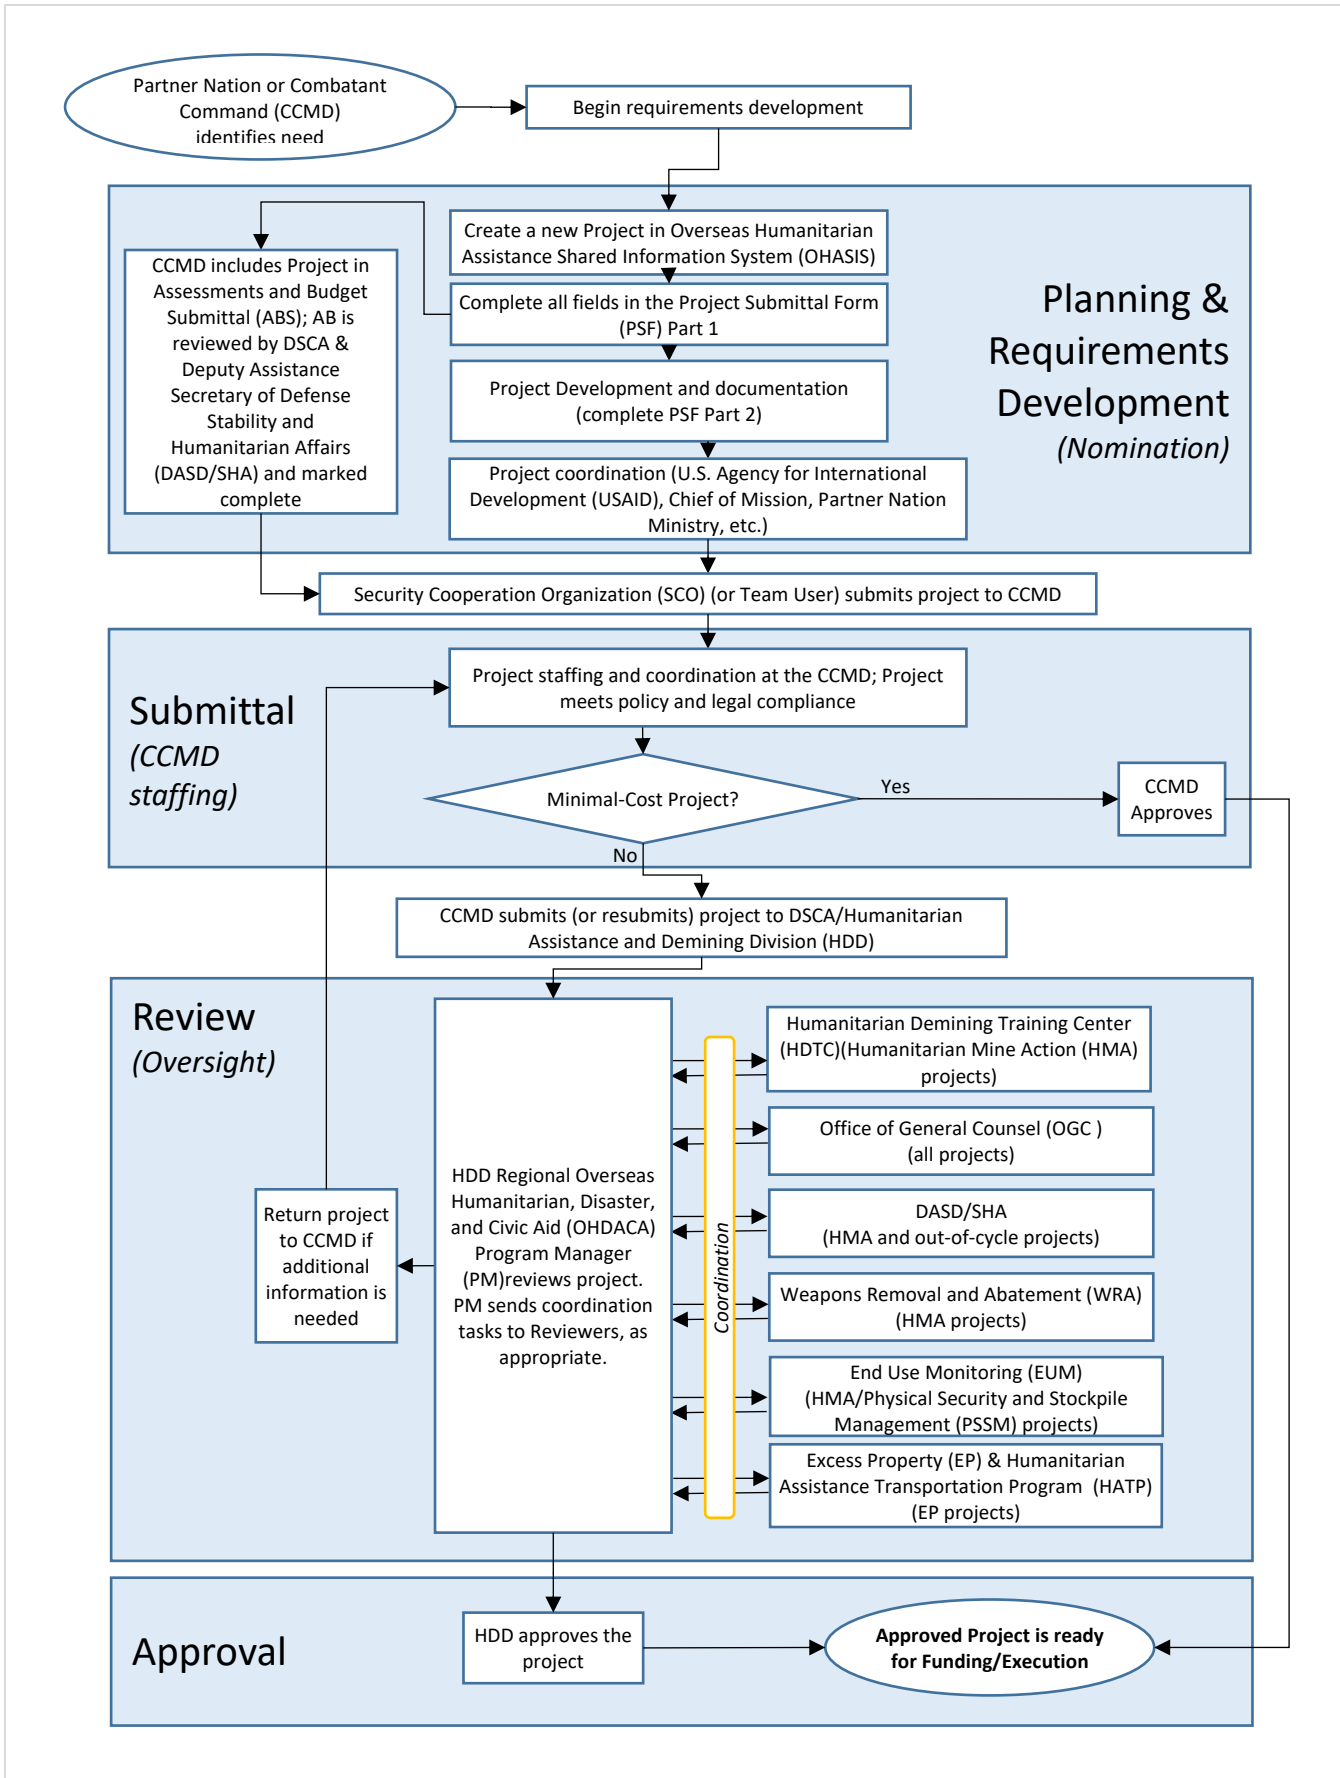 Partner Nation or Combatant
Command (CCMD)
identifies need
Begin requirements development
Create a new Project in Overseas Humanitarian
Assistance Shared Information System (OHASIS)
CCMD includes Project in
Assessments and Budget
Submittal (ABS); AB is
reviewed by DSCA &
Deputy Assistance
Secretary of Defense
Stability and
Humanitarian Affairs
(DASD/SHA) and marked
complete
Complete all fields in the Project Submittal Form
(PSF) Part 1
Project Development and documentation
(complete PSF Part 2)
Project coordination (U.S. Agency for International
Development (USAID), Chief of Mission, Partner Nation
Ministry, etc.)
Planning &
Requirements
Development
(Nomination)
Security Cooperation Organization (SCO) (or Team User) submits project to CCMD
Submittal
(CCMD
staffing)
Project staffing and coordination at the CCMD; Project
meets policy and legal compliance
Minimal-Cost Project?
Yes
CCMD
Approves
No
CCMD submits (or resubmits) project to DSCA/Humanitarian
Assistance and Demining Division (HDD)
Review
(Oversight)
Return project
to CCMD if
additional
information is
needed
HDD Regional Overseas
Humanitarian, Disaster,
and Civic Aid (OHDACA)
Program Manager
(PM)reviews project.
PM sends coordination
tasks to Reviewers, as
appropriate.
Coordination
Humanitarian Demining Training Center
(HDTC)(Humanitarian Mine Action (HMA)
projects)
Office of General Counsel (OGC )
(all projects)
DASD/SHA
(HMA and out-of-cycle projects)
Weapons Removal and Abatement (WRA)
(HMA projects)
End Use Monitoring (EUM)
(HMA/Physical Security and Stockpile
Management (PSSM) projects)
Excess Property (EP) & Humanitarian
Assistance Transportation Program (HATP)
(EP projects)
Approval
HDD approves the
project
Approved Project is ready
for Funding/Execution